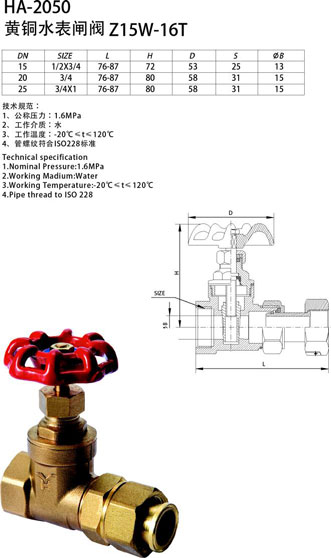 HA-2050
黄铜水表闸阀 Z15W-16T
DN SIZE L H D S ØB
15 1/2X3/4 76-87 72 53 25 13
20 3/4 76-87 80 58 31 15
25 3/4X1 76-87 80 58 31 15
技术规范：
1、公称压力：1.6MPa
2、工作介质：水
3、工作温度：-20℃≤t≤120℃
4、管螺纹符合ISO228标准
Technical specification
1.Nominal Pressure:1.6MPa
2.Working Madium:Water
3.Working Temperature:-20℃≤t≤120℃
4.Pipe thread to ISO 228
D
H
SIZE
18
L